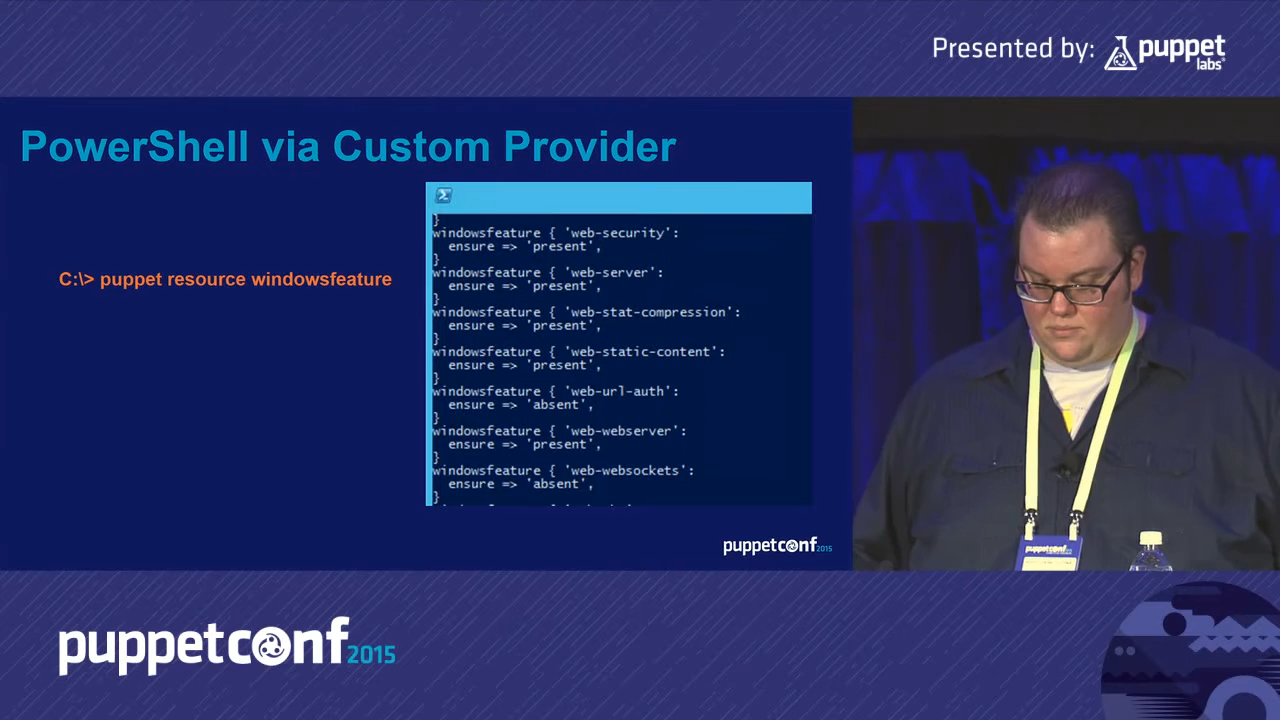 Presented by: puppet labs
PowerShell via Custom Provider
C:\> puppet resource windowsfeature
}
windowsfeature { 'web-security':
  ensure => 'present',
}
windowsfeature { 'web-server':
  ensure => 'present',
}
windowsfeature { 'web-stat-compression':
  ensure => 'present',
}
windowsfeature { 'web-static-content':
  ensure => 'present',
}
windowsfeature { 'web-url-auth':
  ensure => 'absent',
}
windowsfeature { 'web-webserver':
  ensure => 'present',
}
windowsfeature { 'web-websockets':
  ensure => 'absent',
}
puppetconf 2015
puppetconf
puppetconf 2015